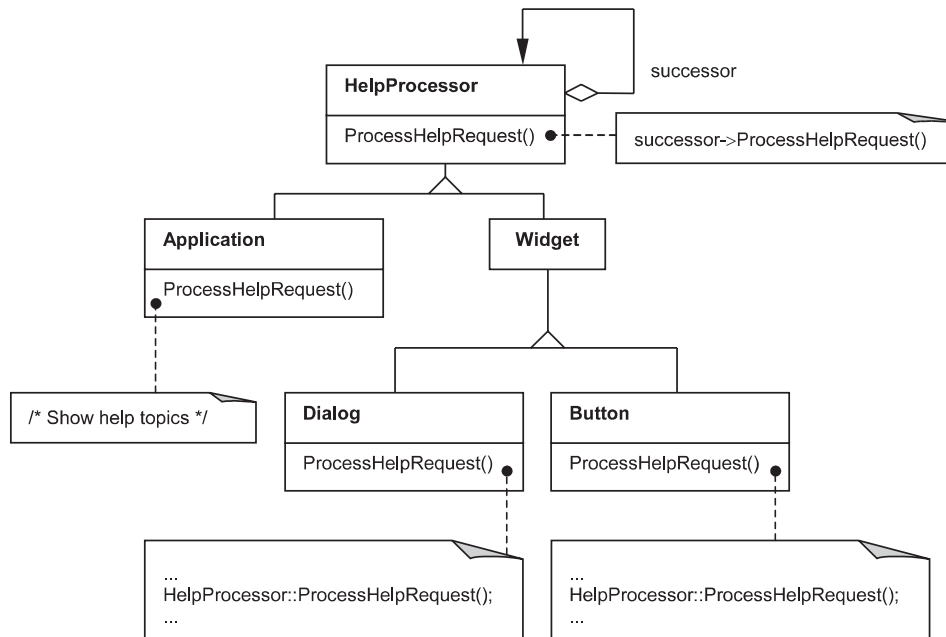 successor
HelpProcessor
ProcessHelpRequest()
successor->ProcessHelpRequest()
Application
ProcessHelpRequest()
Widget
/* Show help topics */
Dialog
ProcessHelpRequest()
Button
ProcessHelpRequest()
...
HelpProcessor::ProcessHelpRequest();
...
...
HelpProcessor::ProcessHelpRequest();
...